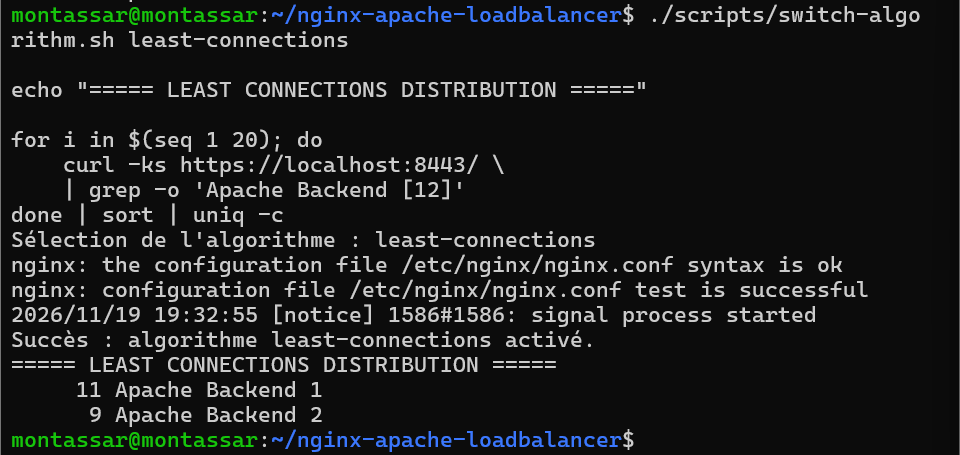 montassar@montassar:~/nginx-apache-loadbalancer$ ./scripts/switch-algo
rithm.sh least-connections
echo "===== LEAST CONNECTIONS DISTRIBUTION ====="
for i in $(seq 1 20); do
    curl -ks https://localhost:8443/ \
    | grep -o 'Apache Backend [12]'
done | sort | uniq -c
Sélection de l'algorithme : least-connections
nginx: the configuration file /etc/nginx/nginx.conf syntax is ok
nginx: configuration file /etc/nginx/nginx.conf test is successful
2026/11/19 19:32:55 [notice] 1586#1586: signal process started
Succès : algorithme least-connections activé.
===== LEAST CONNECTIONS DISTRIBUTION =====
     11 Apache Backend 1
      9 Apache Backend 2
montassar@montassar:~/nginx-apache-loadbalancer$